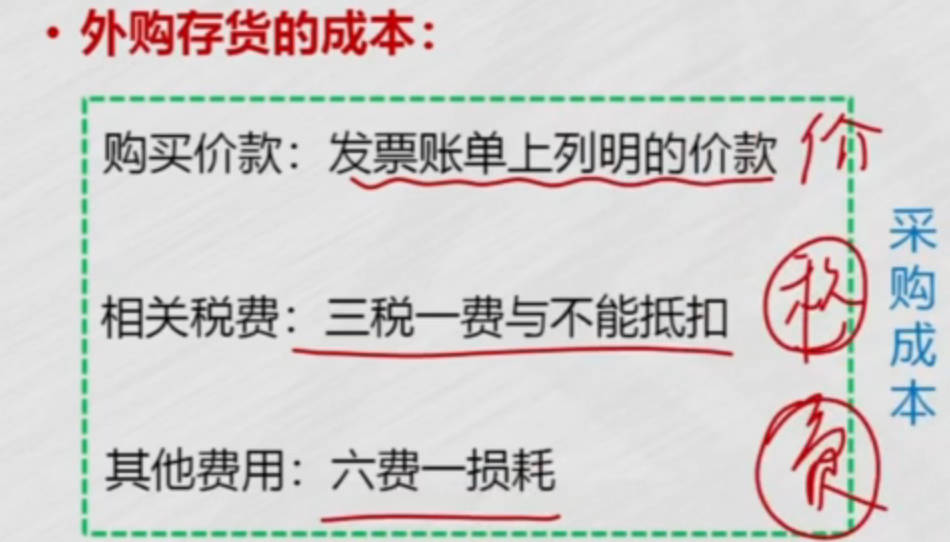 • 外购存货的成本：
购买价款：发票账单上列明的价款 价
相关税费：三税一费与不能抵扣 税
其他费用：六费一损耗 费
采购成本